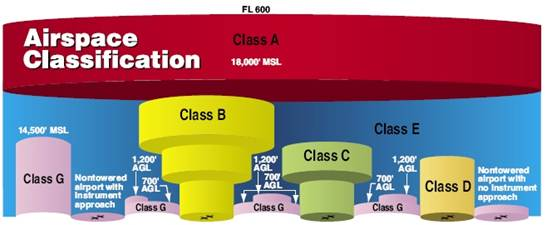 FL 600
Airspace
Classification
Class A
18,000' MSL
Class B
Class E
14,500' MSL
Class G
Nontowered
airport with
Instrument
approach
1,200'
AGL
700'
AGL
Class G
1,200'
AGL
700'
AGL
Class G
Class C
1,200'
AGL
700'
AGL
Class G
Class D
Nontowered
airport with
no Instrument
approach